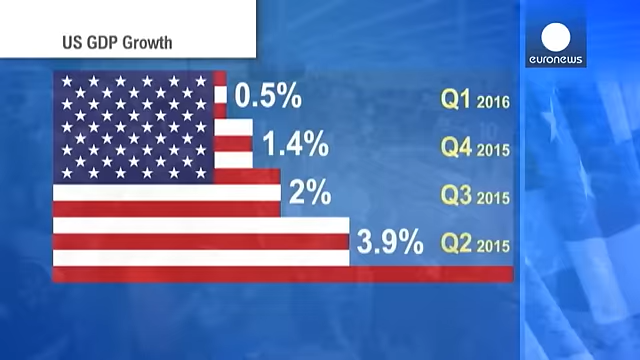 US GDP Growth
euronews
0.5% Q1 2016
1.4% Q4 2015
2% Q3 2015
3.9% Q2 2015